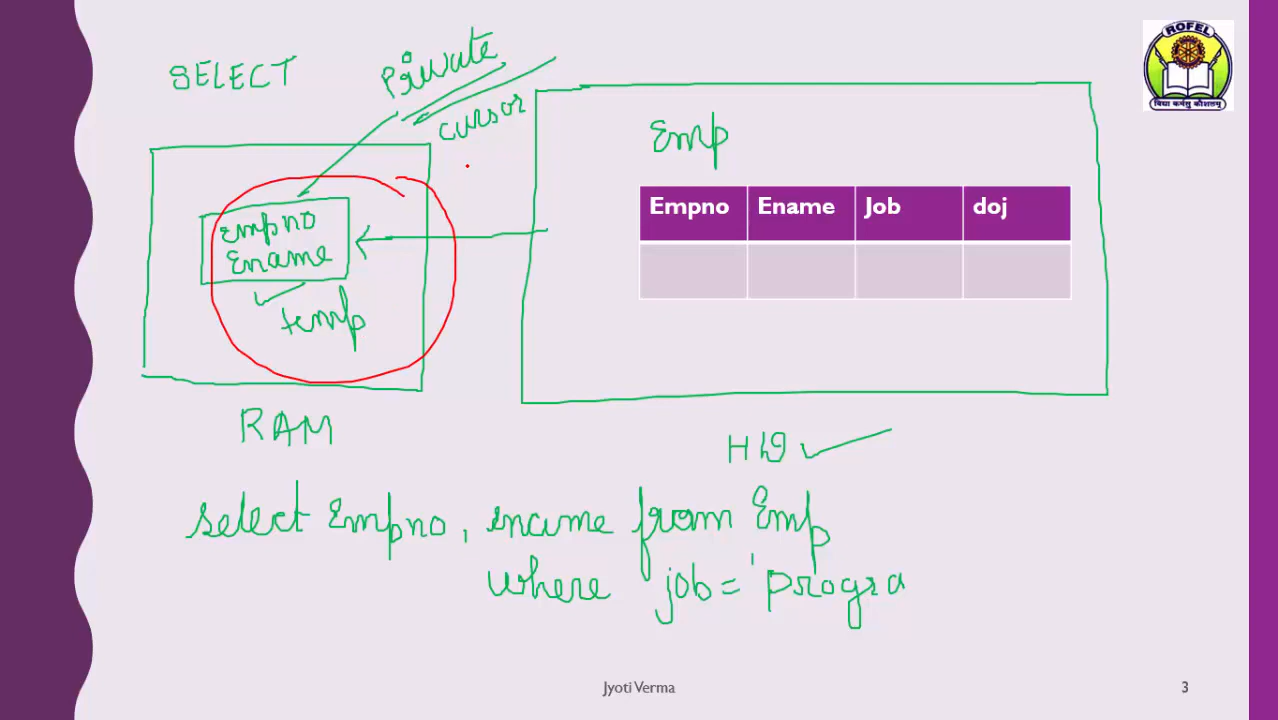 SELECT
Private
cursor
Emp
Empno Ename Job doj
Empno
Ename
temp
RAM
select Empno, ename from Emp
where job = 'Progra
ROFEL
Jyoti Verma
3